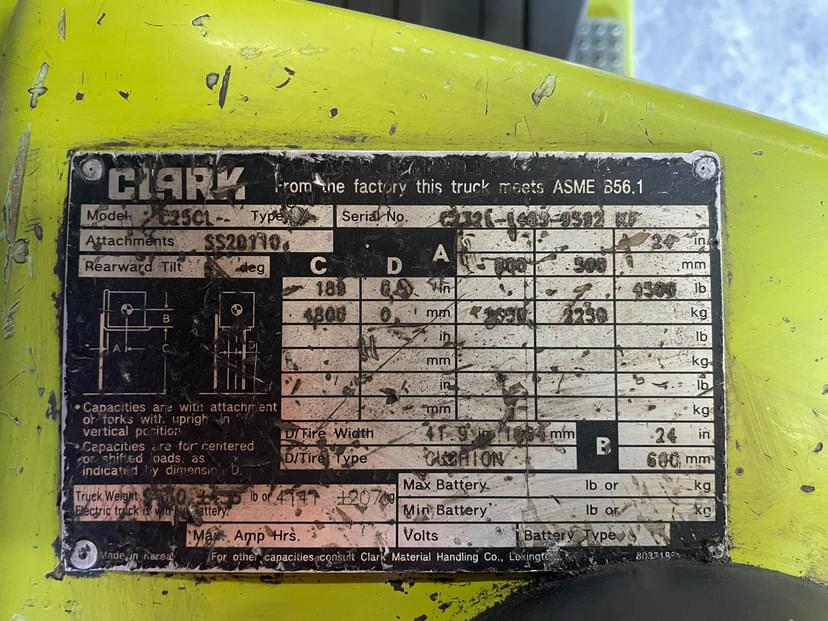 CLARK From the factory this truck meets ASME B56.1
Model C25CL Type Serial No.
Attachments 24 in
Rearward Tilt deg C D A 600 500 mm
in 4500 lb
4800 0 mm 2250 kg
in lb
mm kg
in lb
mm kg
A B C D
• Capacities are with attachment
or forks with upright in
vertical position
• Capacities are for centered
or shifted loads, as
indicated by dimension D.
D/Tire Width 41.9 in mm B 24 in
D/Tire Type CUSHION 600 mm
Truck Weight lb or kg
Electric truck is without battery.
Max Battery lb or kg
Min Battery lb or kg
Max Amp Hrs. Volts Battery Type
Made in Korea For other capacities consult Clark Material Handling Co., Lexington